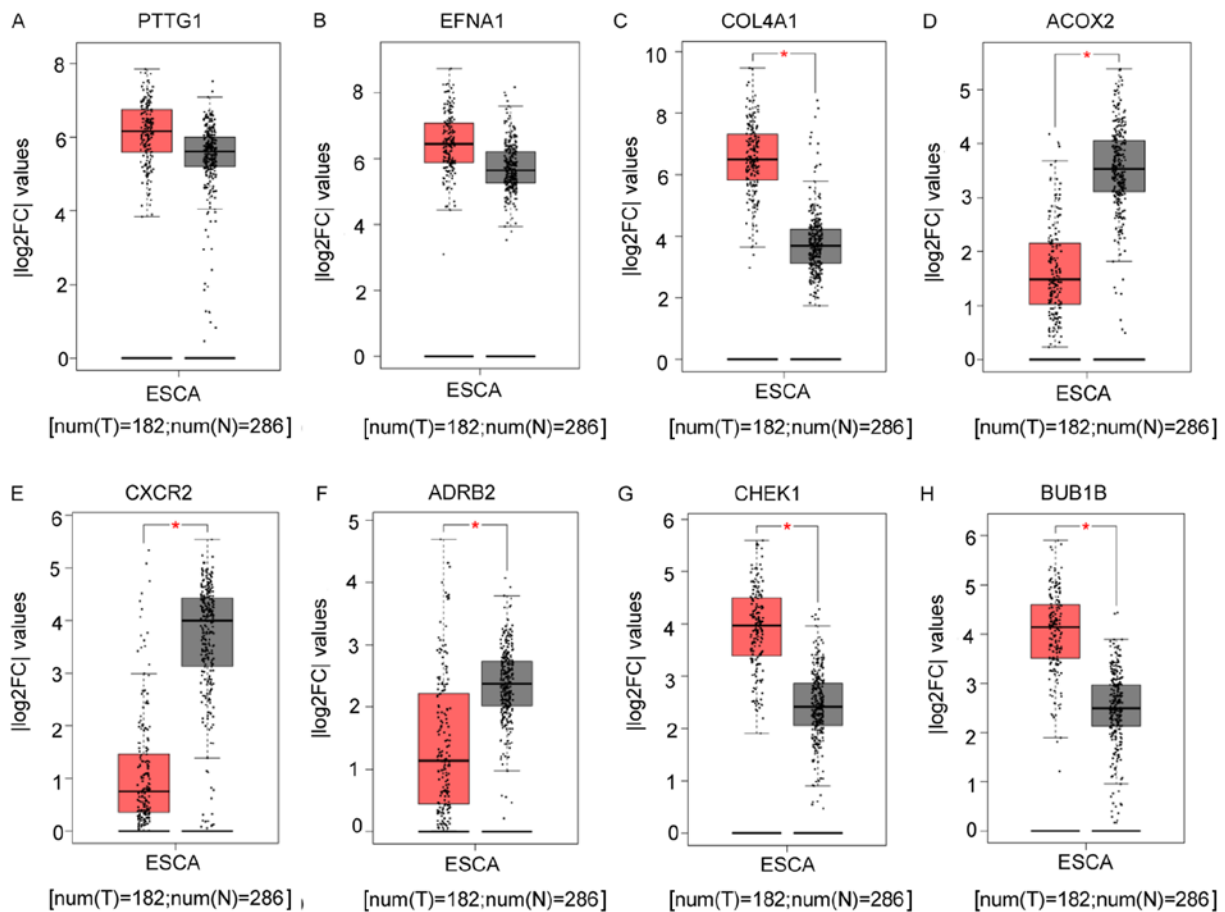 A PTTG1
B EFNA1
C COL4A1
D ACOX2
|log2FC| values
8
6
4
2
0
|log2FC| values
8
6
4
2
0
|log2FC| values
10
8
6
4
2
0
|log2FC| values
5
4
3
2
1
0
*
*
ESCA
ESCA
ESCA
ESCA
[num(T)=182;num(N)=286]
[num(T)=182;num(N)=286]
[num(T)=182;num(N)=286]
[num(T)=182;num(N)=286]
E CXCR2
F ADRB2
G CHEK1
H BUB1B
|log2FC| values
6
5
4
3
2
1
0
|log2FC| values
5
4
3
2
1
0
|log2FC| values
6
5
4
3
2
1
0
|log2FC| values
6
5
4
3
2
1
0
*
*
*
*
ESCA
ESCA
ESCA
ESCA
[num(T)=182;num(N)=286]
[num(T)=182;num(N)=286]
[num(T)=182;num(N)=286]
[num(T)=182;num(N)=286]